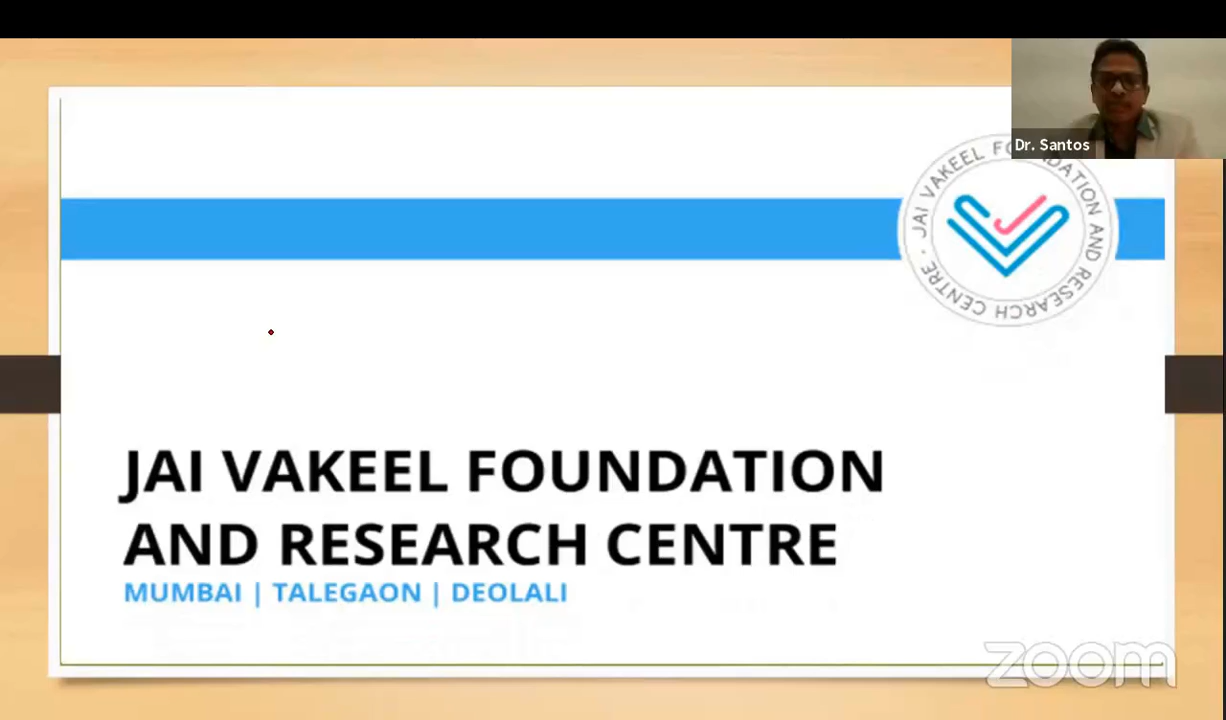 Dr. Santos
JAI VAKEEL FOUNDATION AND RESEARCH CENTRE ·
JAI VAKEEL FOUNDATION
AND RESEARCH CENTRE
MUMBAI | TALEGAON | DEOLALI
zoom